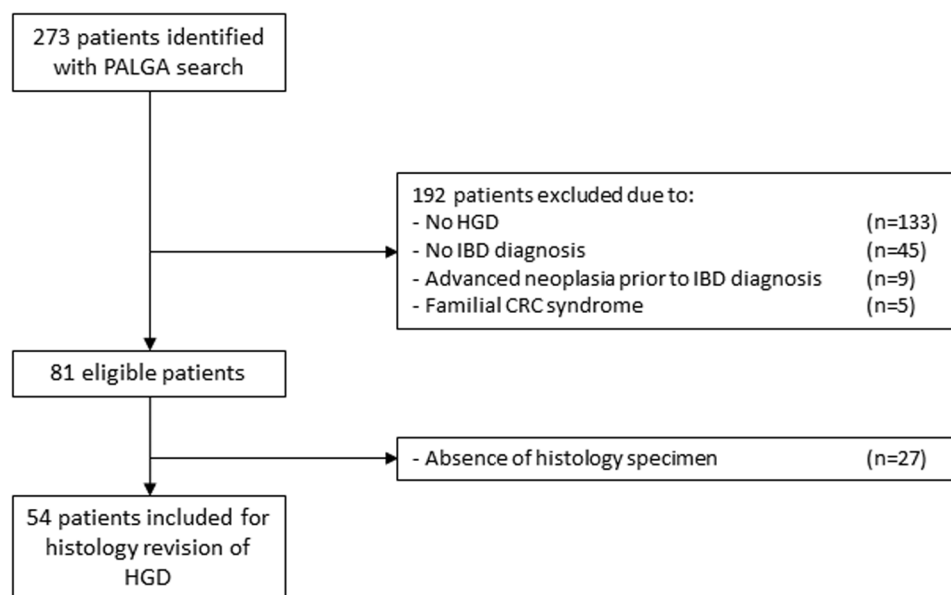 273 patients identified
with PALGA search
192 patients excluded due to:
- No HGD (n=133)
- No IBD diagnosis (n=45)
- Advanced neoplasia prior to IBD diagnosis (n=9)
- Familial CRC syndrome (n=5)
81 eligible patients
- Absence of histology specimen (n=27)
54 patients included for
histology revision of
HGD